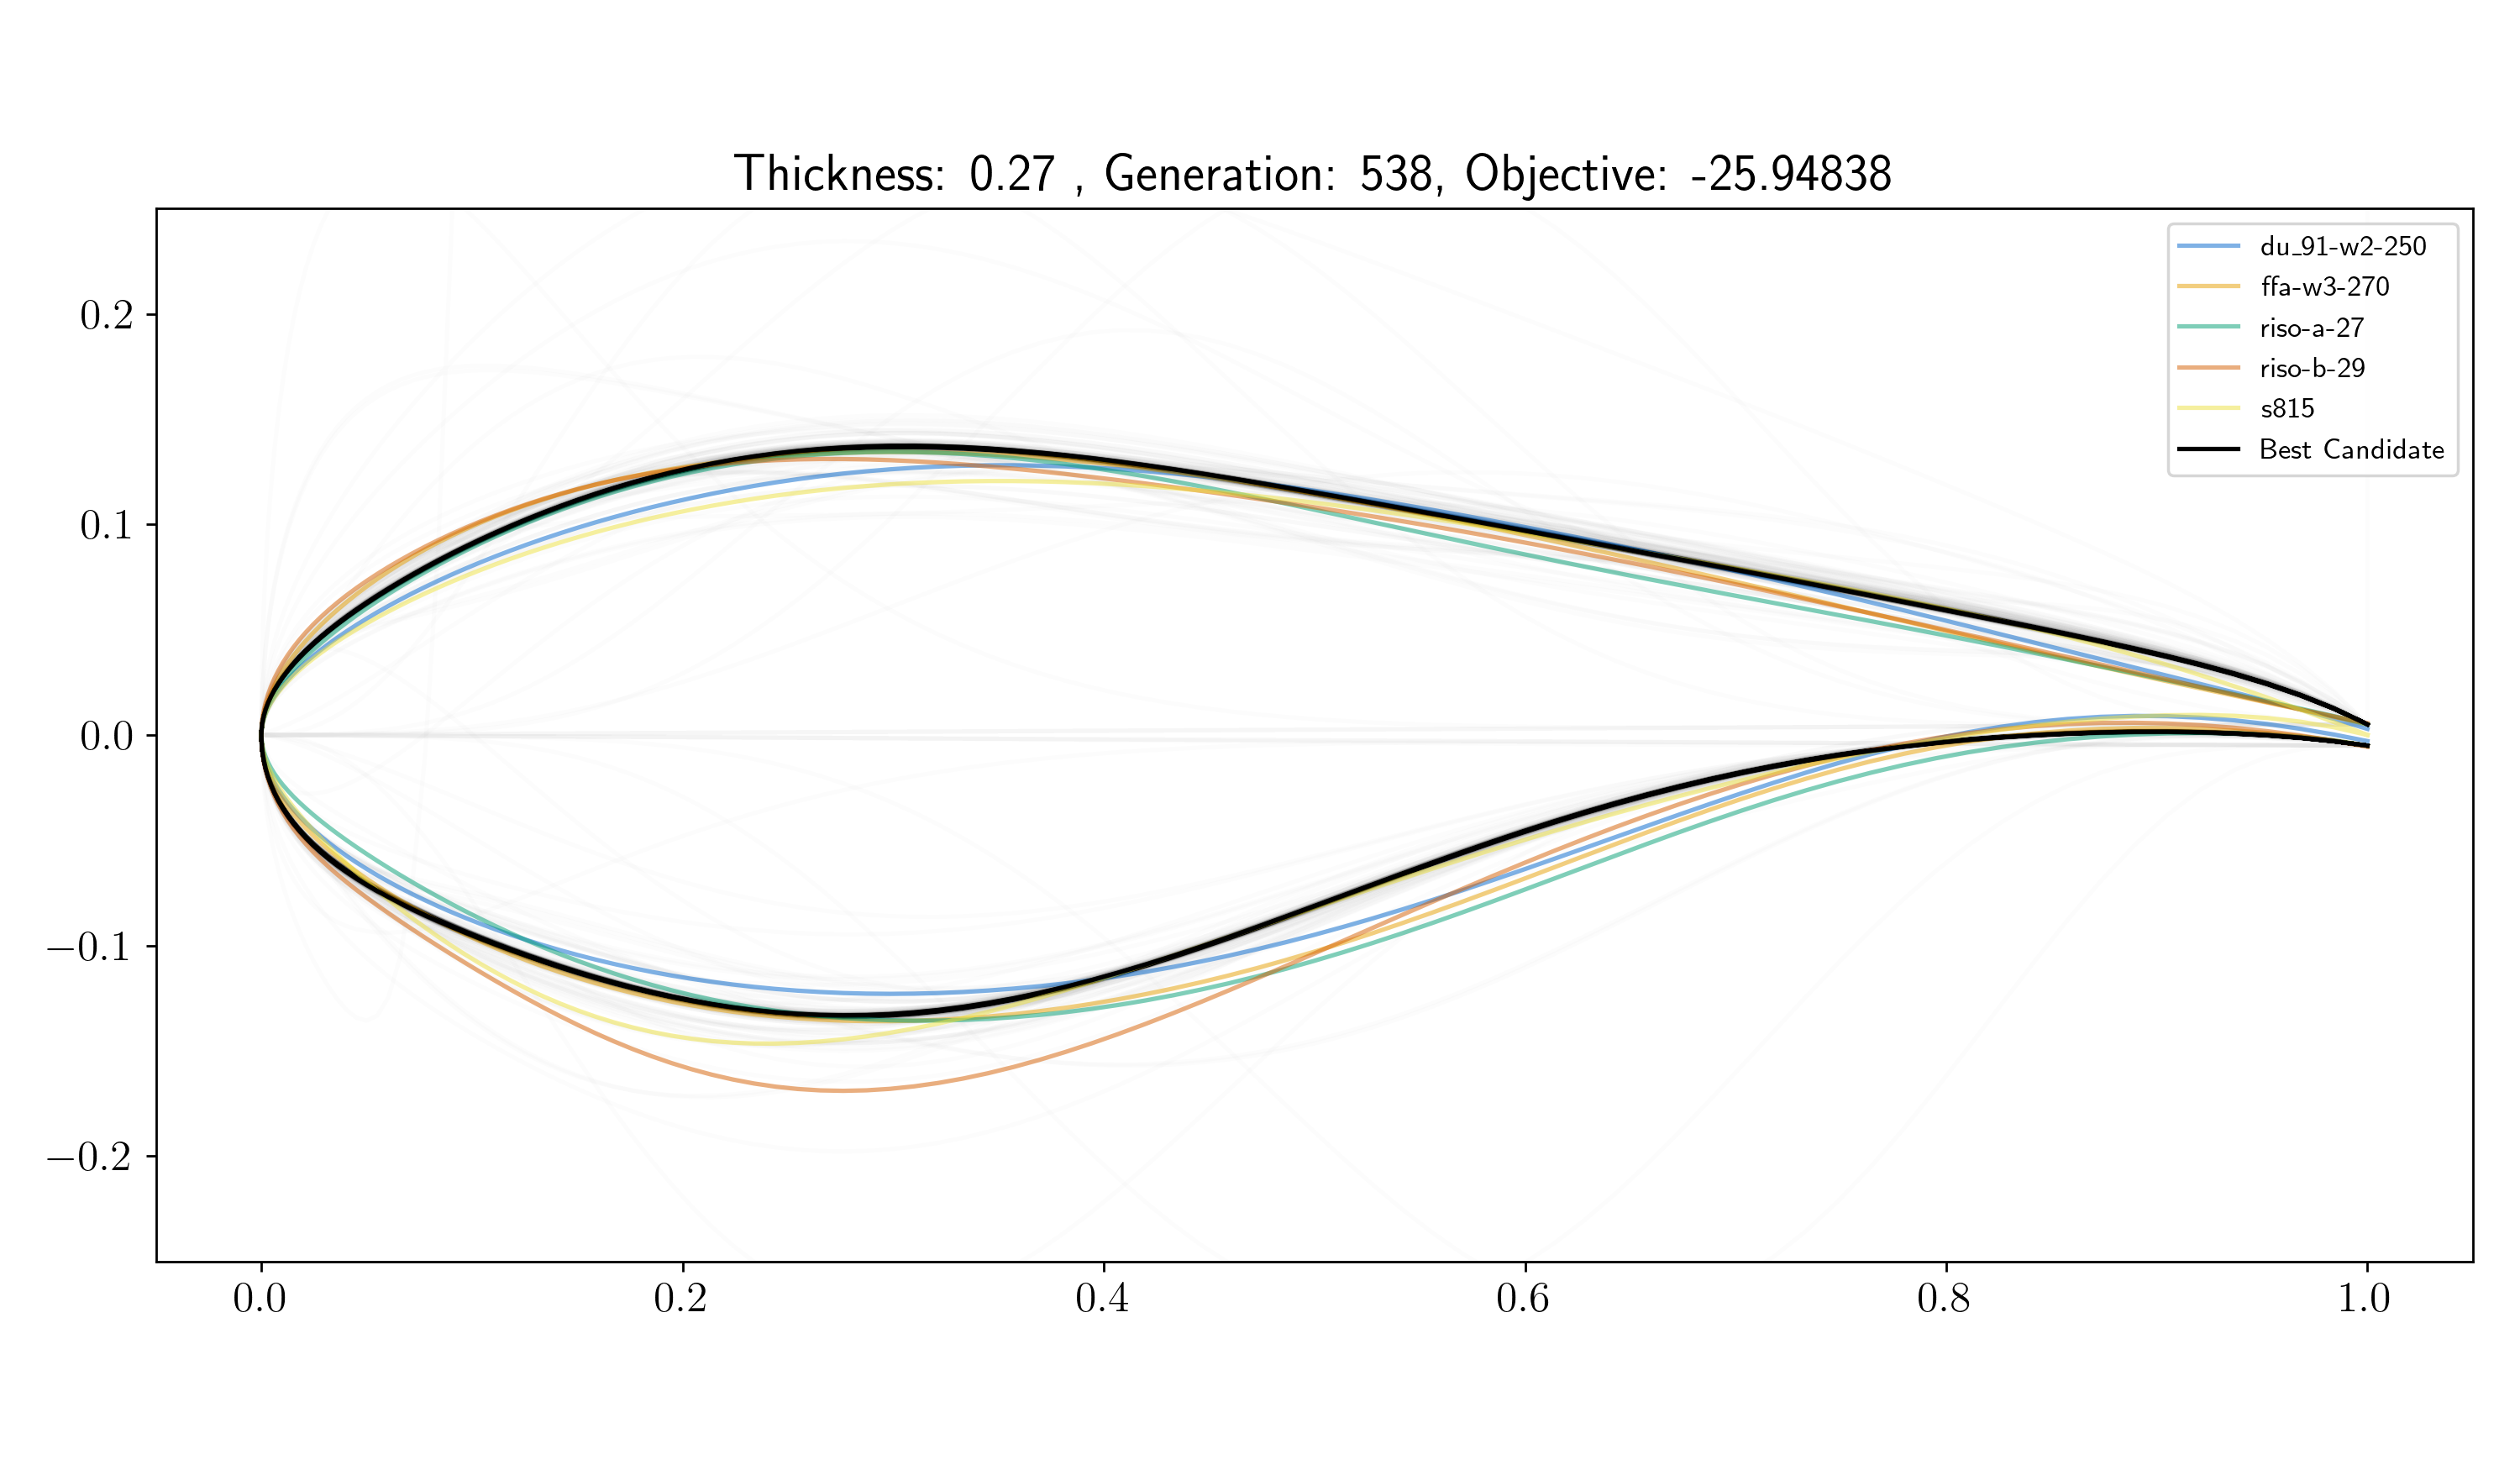 Thickness: 0.27 , Generation: 538, Objective: -25.94838
du_91-w2-250
ffa-w3-270
riso-a-27
riso-b-29
s815
Best Candidate
0.2
0.1
0.0
−0.1
−0.2
0.0 0.2 0.4 0.6 0.8 1.0